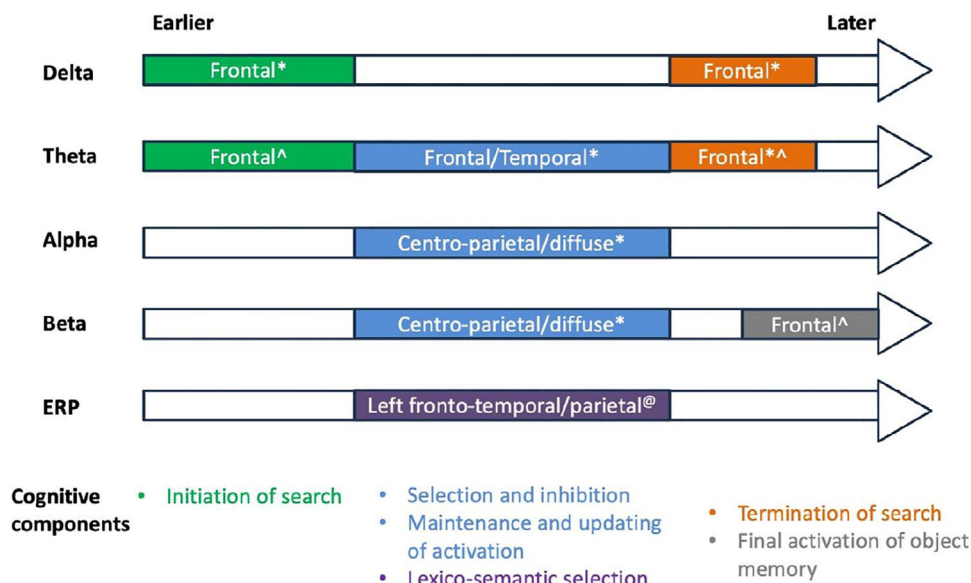 Earlier Later
Delta Frontal* Frontal*
Theta Frontal^ Frontal/Temporal* Frontal*^
Alpha Centro-parietal/diffuse*
Beta Centro-parietal/diffuse* Frontal^
ERP Left fronto-temporal/parietal@
Cognitive
components
• Initiation of search
• Selection and inhibition
• Maintenance and updating
of activation
• Lexico-semantic selection
• Termination of search
• Final activation of object
memory